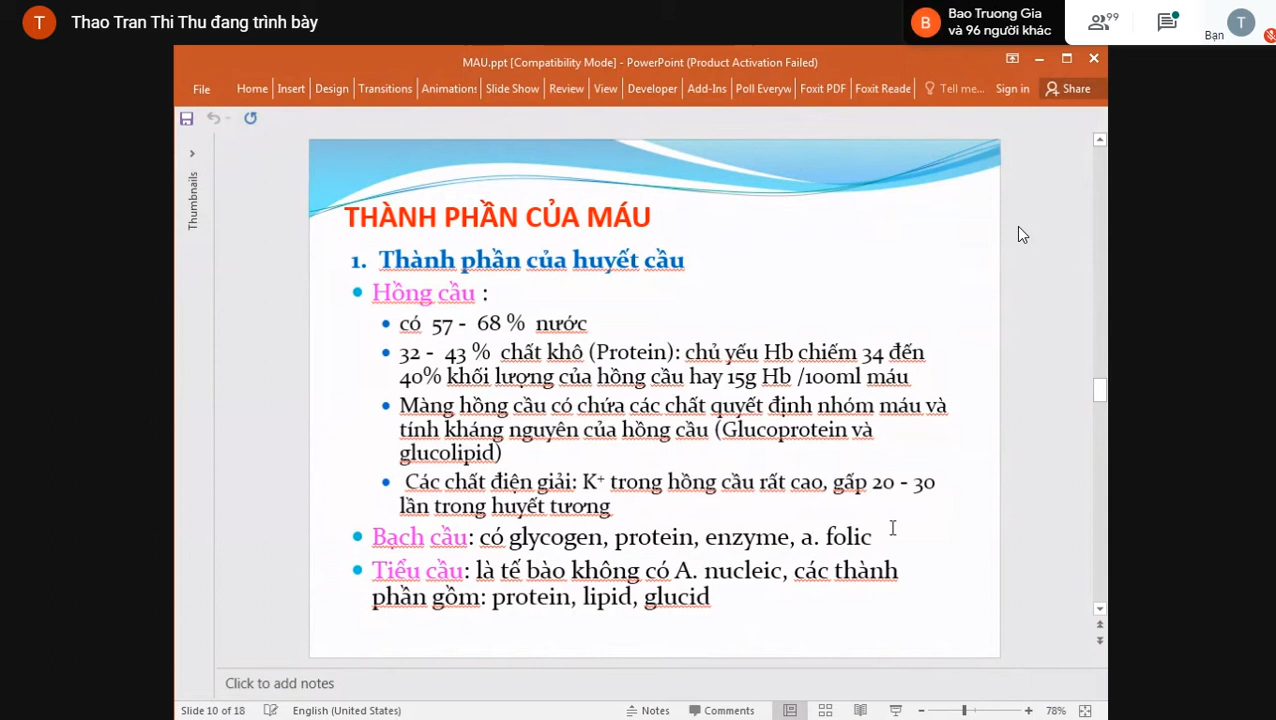 T Thao Tran Thi Thu đang trình bày
B Bao Truong Gia
và 96 người khác
99
T
Bạn
MAU.ppt [Compatibility Mode] - PowerPoint (Product Activation Failed)
File Home Insert Design Transitions Animations Slide Show Review View Developer Add-Ins Poll Everyw Foxit PDF Foxit Reade Tell me... Sign in Share
Thumbnails
THÀNH PHẦN CỦA MÁU
1. Thành phần của huyết cầu
Hồng cầu :
có 57 - 68 % nước
32 - 43 % chất khô (Protein): chủ yếu Hb chiếm 34 đến
40% khối lượng của hồng cầu hay 15g Hb /100ml máu
Màng hồng cầu có chứa các chất quyết định nhóm máu và
tính kháng nguyên của hồng cầu (Glucoprotein và
glucolipid)
Các chất điện giải: K⁺ trong hồng cầu rất cao, gấp 20 - 30
lần trong huyết tương
Bạch cầu: có glycogen, protein, enzyme, a. folic
Tiểu cầu: là tế bào không có A. nucleic, các thành
phần gồm: protein, lipid, glucid
Click to add notes
Slide 10 of 18 English (United States) Notes Comments 78%